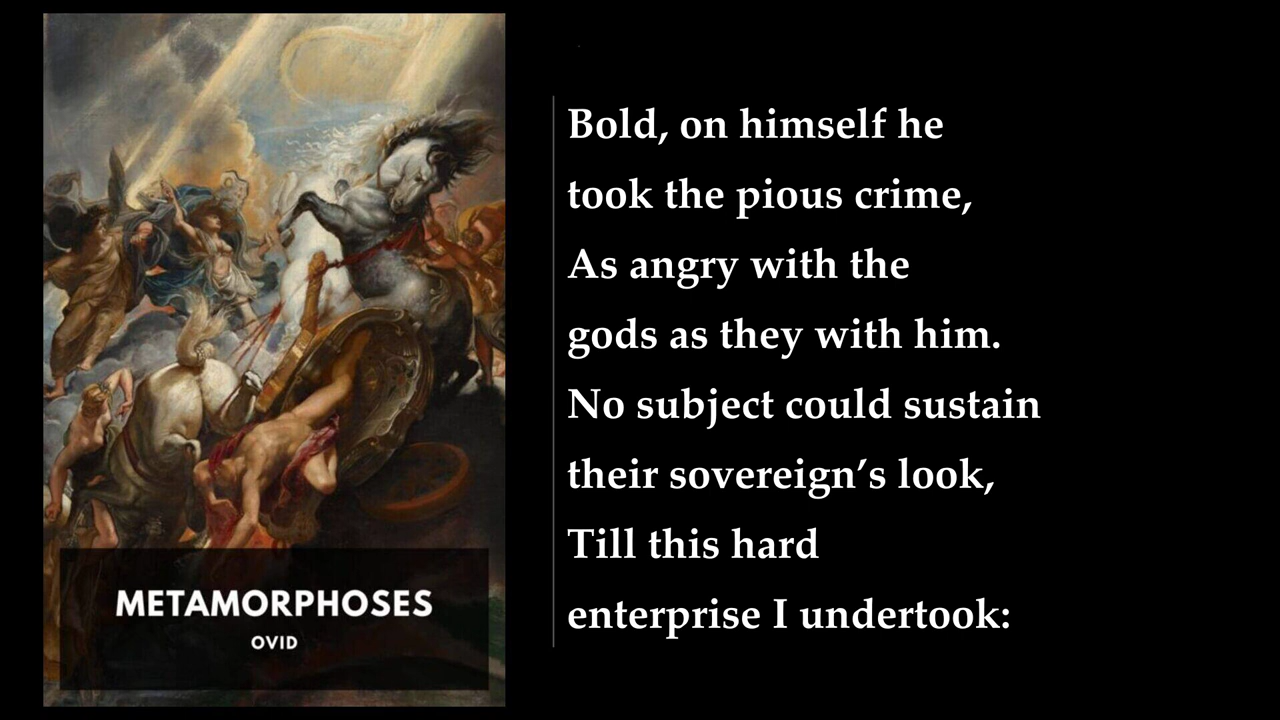 METAMORPHOSES
OVID
Bold, on himself he
took the pious crime,
As angry with the
gods as they with him.
No subject could sustain
their sovereign’s look,
Till this hard
enterprise I undertook: